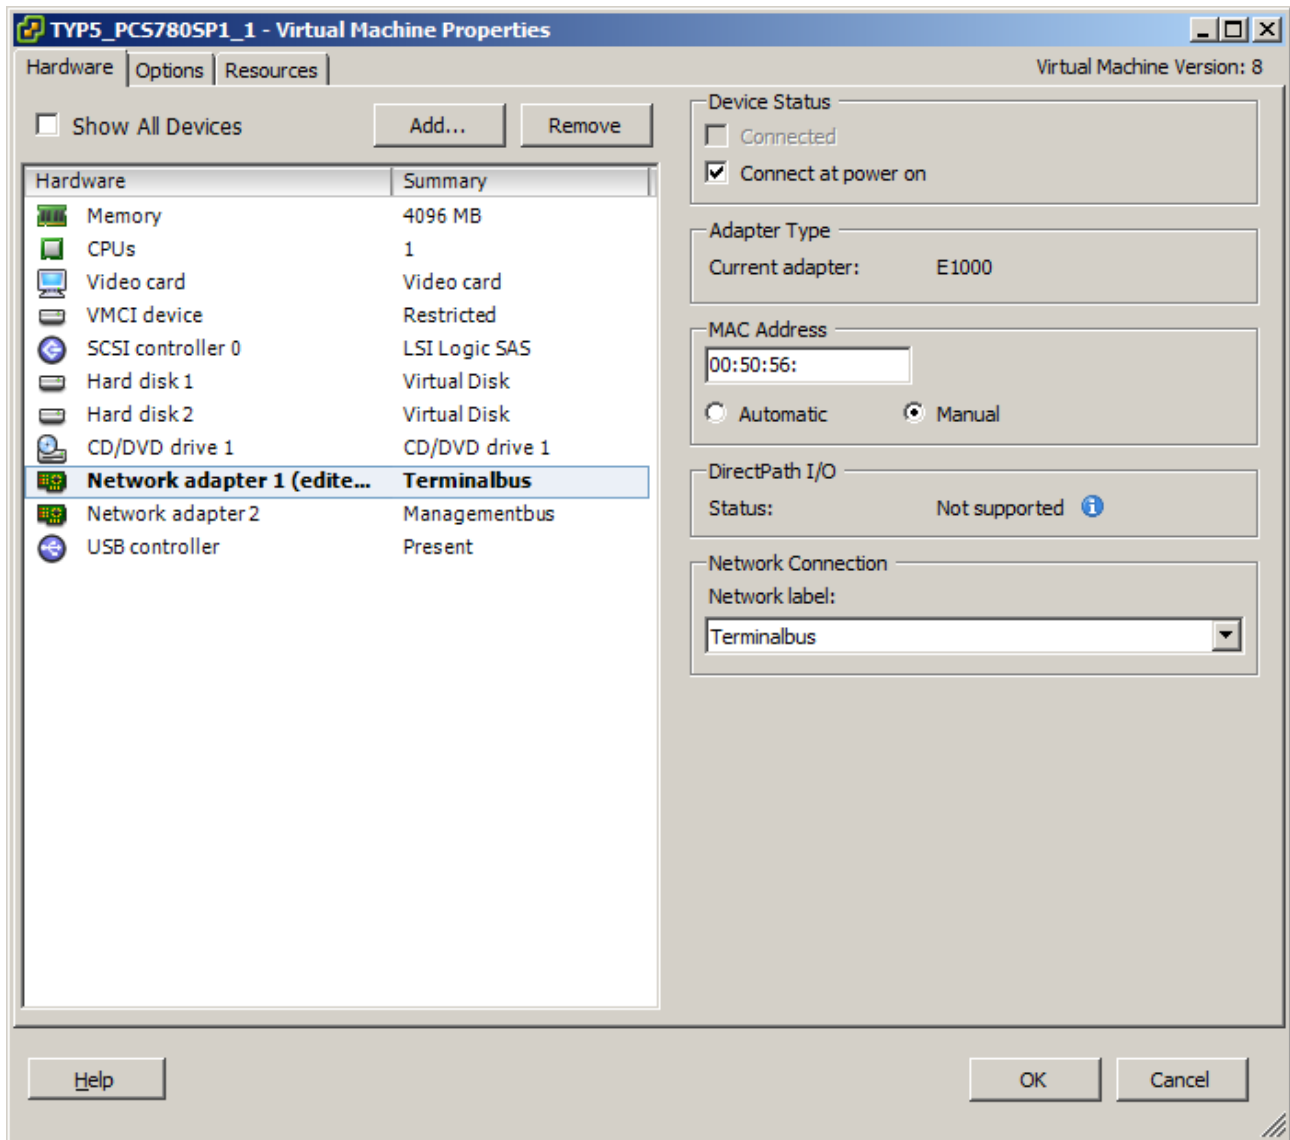 TYP5_PCS780SP1_1 - Virtual Machine Properties
Hardware Options Resources Virtual Machine Version: 8
Show All Devices Add... Remove
Hardware Summary
Memory 4096 MB
CPUs 1
Video card Video card
VMCI device Restricted
SCSI controller 0 LSI Logic SAS
Hard disk 1 Virtual Disk
Hard disk 2 Virtual Disk
CD/DVD drive 1 CD/DVD drive 1
Network adapter 1 (edite... Terminalbus
Network adapter 2 Managementbus
USB controller Present
Device Status
Connected
Connect at power on
Adapter Type
Current adapter: E1000
MAC Address
00:50:56:
Automatic Manual
DirectPath I/O
Status: Not supported
Network Connection
Network label:
Terminalbus
Help OK Cancel